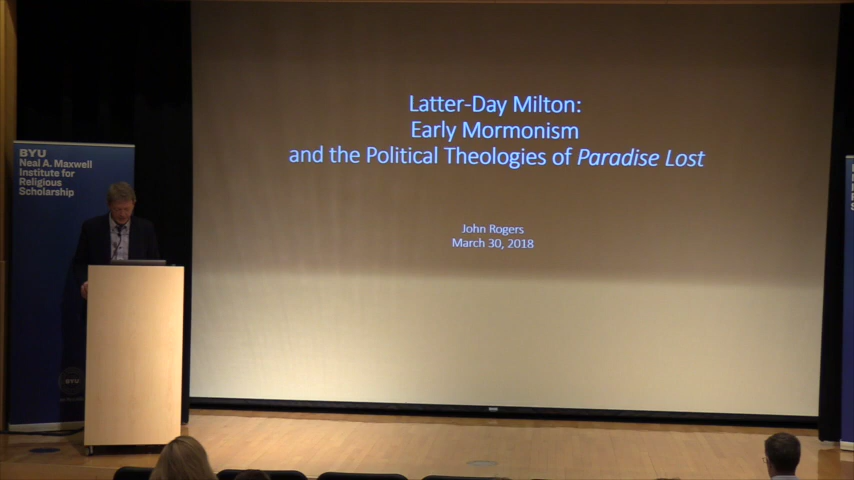 Latter-Day Milton:
Early Mormonism
and the Political Theologies of Paradise Lost
John Rogers
March 30, 2018
BYU
Neal A. Maxwell
Institute for
Religious
Scholarship
BYU